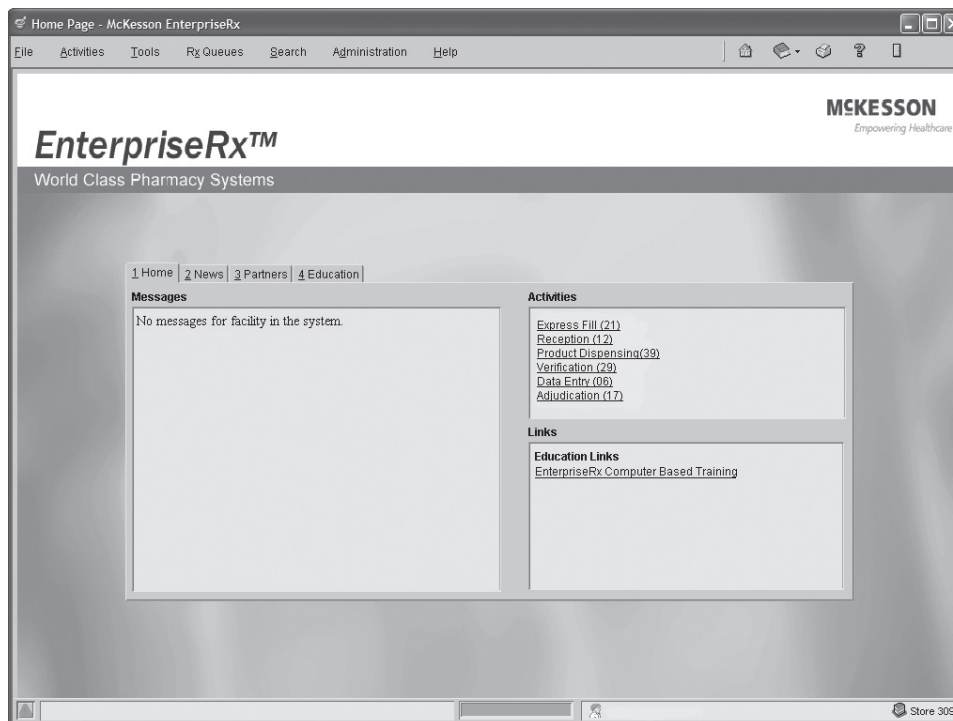 Home Page - McKesson EnterpriseRx
File Activities Tools Rx Queues Search Administration Help
MCKESSON
Empowering Healthcare
EnterpriseRx™
World Class Pharmacy Systems
1 Home 2 News 3 Partners 4 Education
Messages
No messages for facility in the system.
Activities
Express Fill (21)
Reception (12)
Product Dispensing(39)
Verification (29)
Data Entry (06)
Adjudication (17)
Links
Education Links
EnterpriseRx Computer Based Training
Store 309